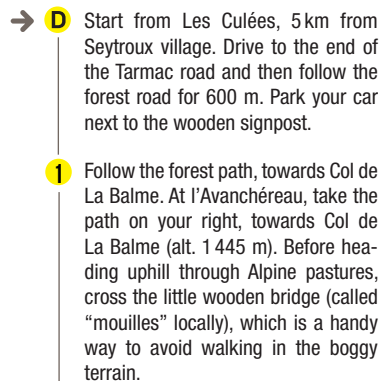 D
Start from Les Culées, 5 km from
Seytroux village. Drive to the end of
the Tarmac road and then follow the
forest road for 600 m. Park your car
next to the wooden signpost.
1
Follow the forest path, towards Col de
La Balme. At l’Avanchéreau, take the
path on your right, towards Col de
La Balme (alt. 1 445 m). Before hea-
ding uphill through Alpine pastures,
cross the little wooden bridge (called
“mouilles” locally), which is a handy
way to avoid walking in the boggy
terrain.